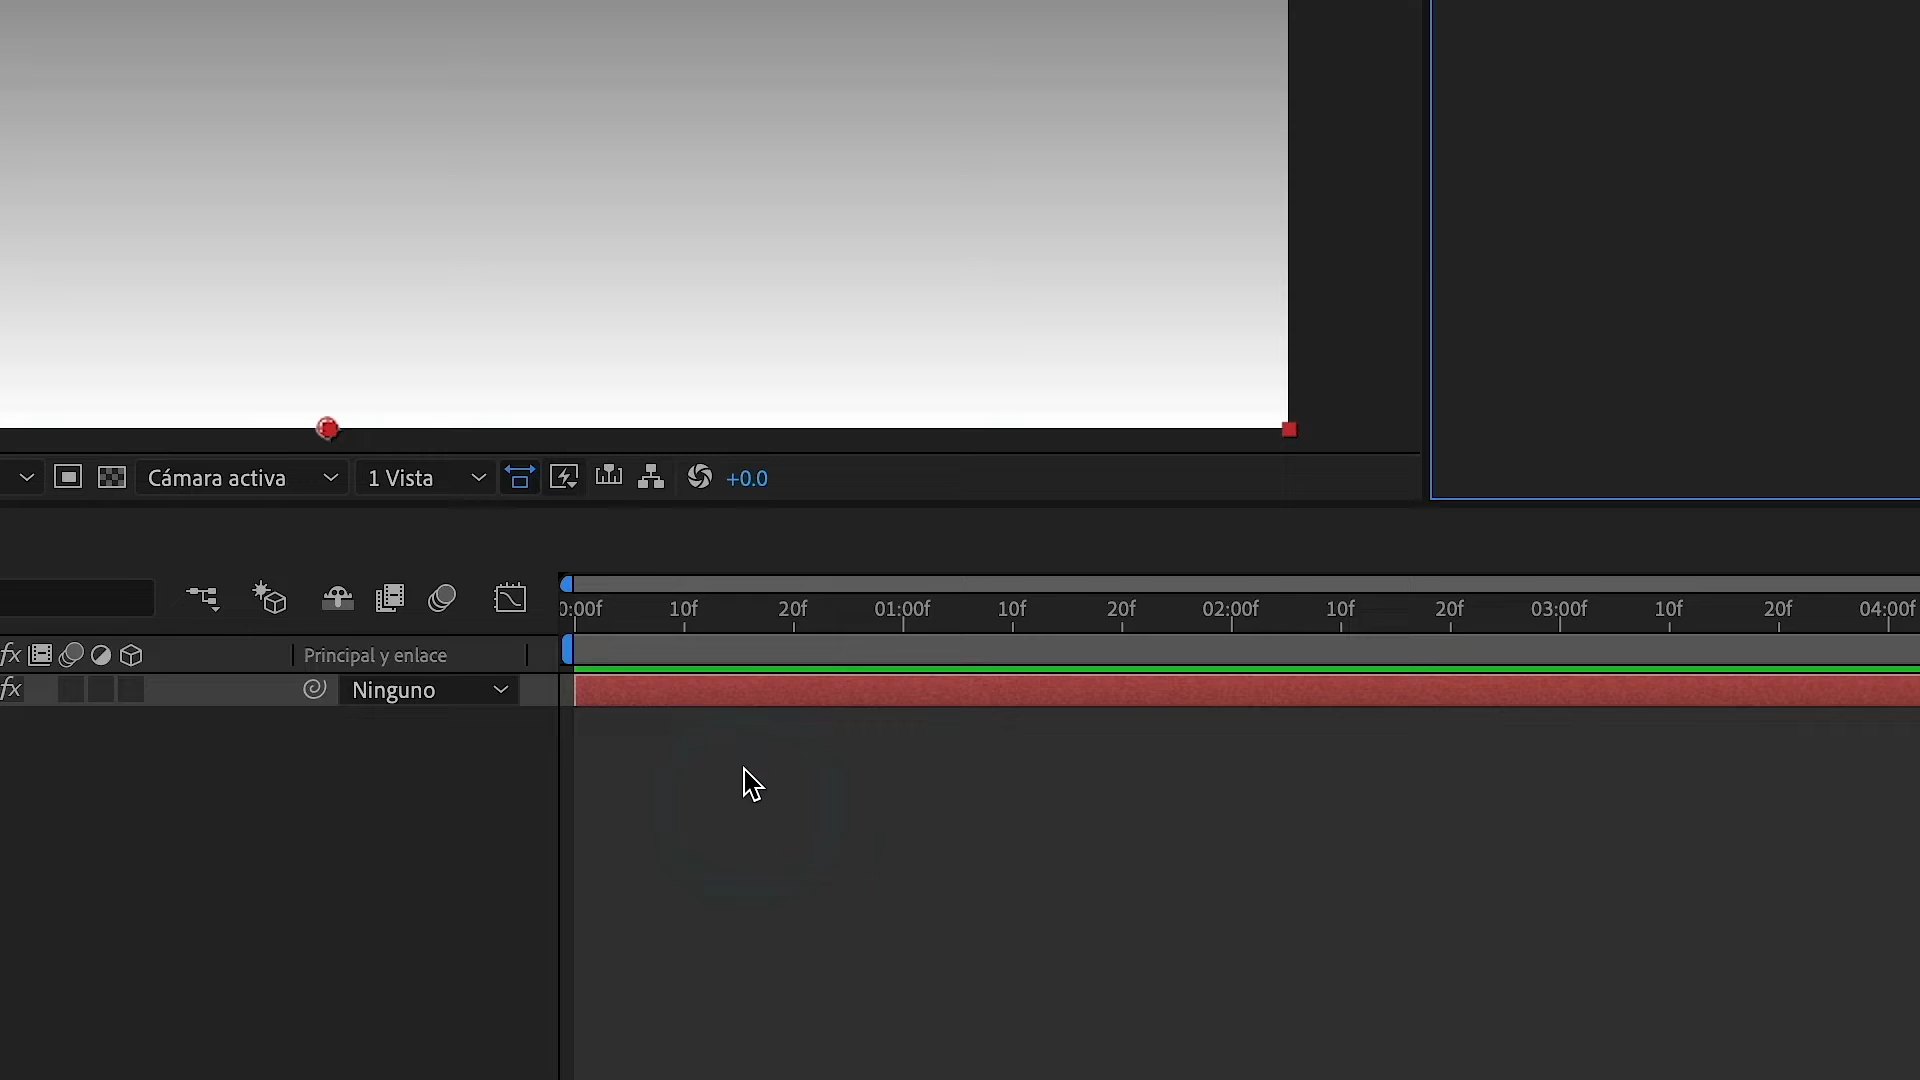 Cámara activa 1 Vista +0.0
0:00f 10f 20f 01:00f 10f 20f 02:00f 10f 20f 03:00f 10f 20f 04:00f
fx Principal y enlace
fx Ninguno